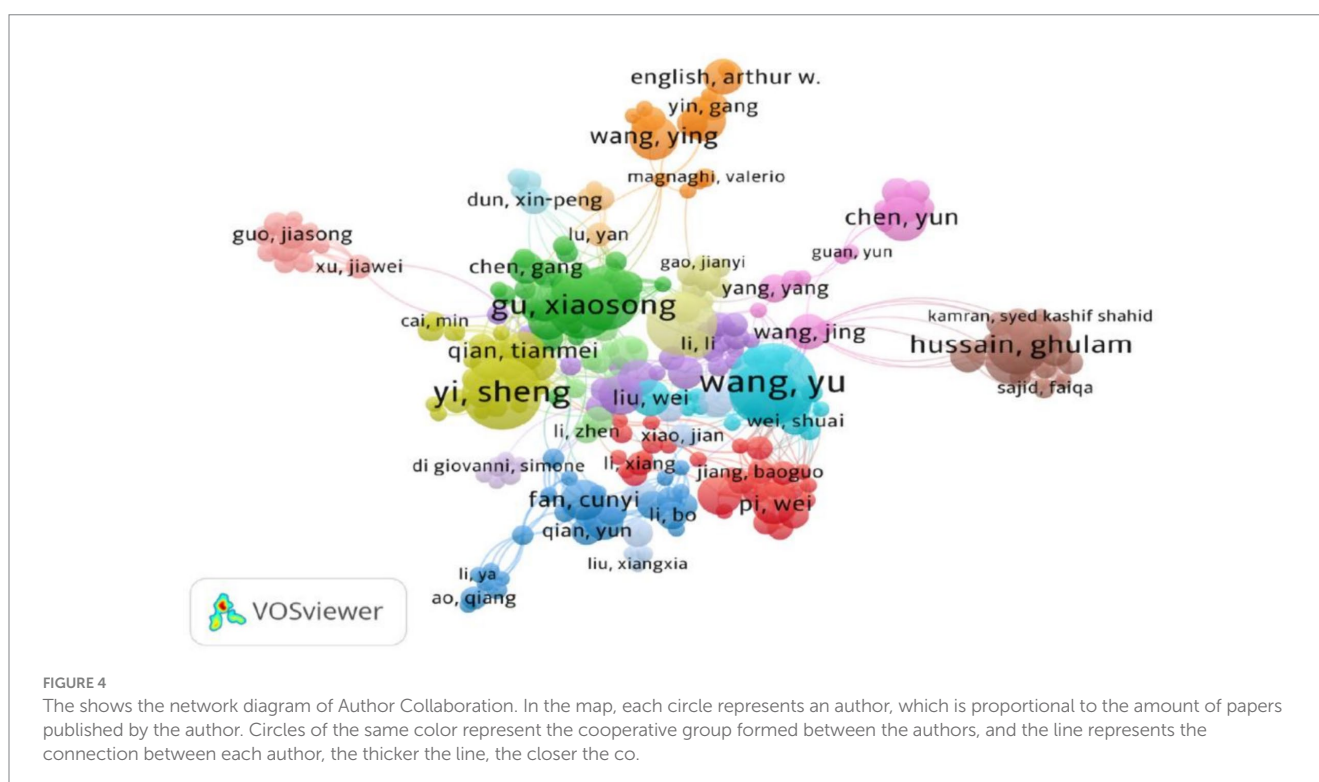 english, arthur w.
yin, gang
wang, ying
magnaghi, valerio
dun, xin-peng
chen, yun
guo, jiasong
lu, yan
guan, yun
xu, jiawei
chen, gang
gao, jianyi
yang, yang
gu, xiaosong
kamran, syed kashif shahid
cai, min
wang, jing
hussain, ghulam
qian, tianmei
li, li
wang, yu
sajid, faiqa
yi, sheng
liu, wei
wei, shuai
li, zhen
xiao, jian
di giovanni, simone
li, xiang
jiang, baoguo
fan, cunyi
pi, wei
li, bo
qian, yun
liu, xiangxia
li, ya
ao, qiang
VOSviewer
FIGURE 4
The shows the network diagram of Author Collaboration. In the map, each circle represents an author, which is proportional to the amount of papers
published by the author. Circles of the same color represent the cooperative group formed between the authors, and the line represents the
connection between each author, the thicker the line, the closer the co.